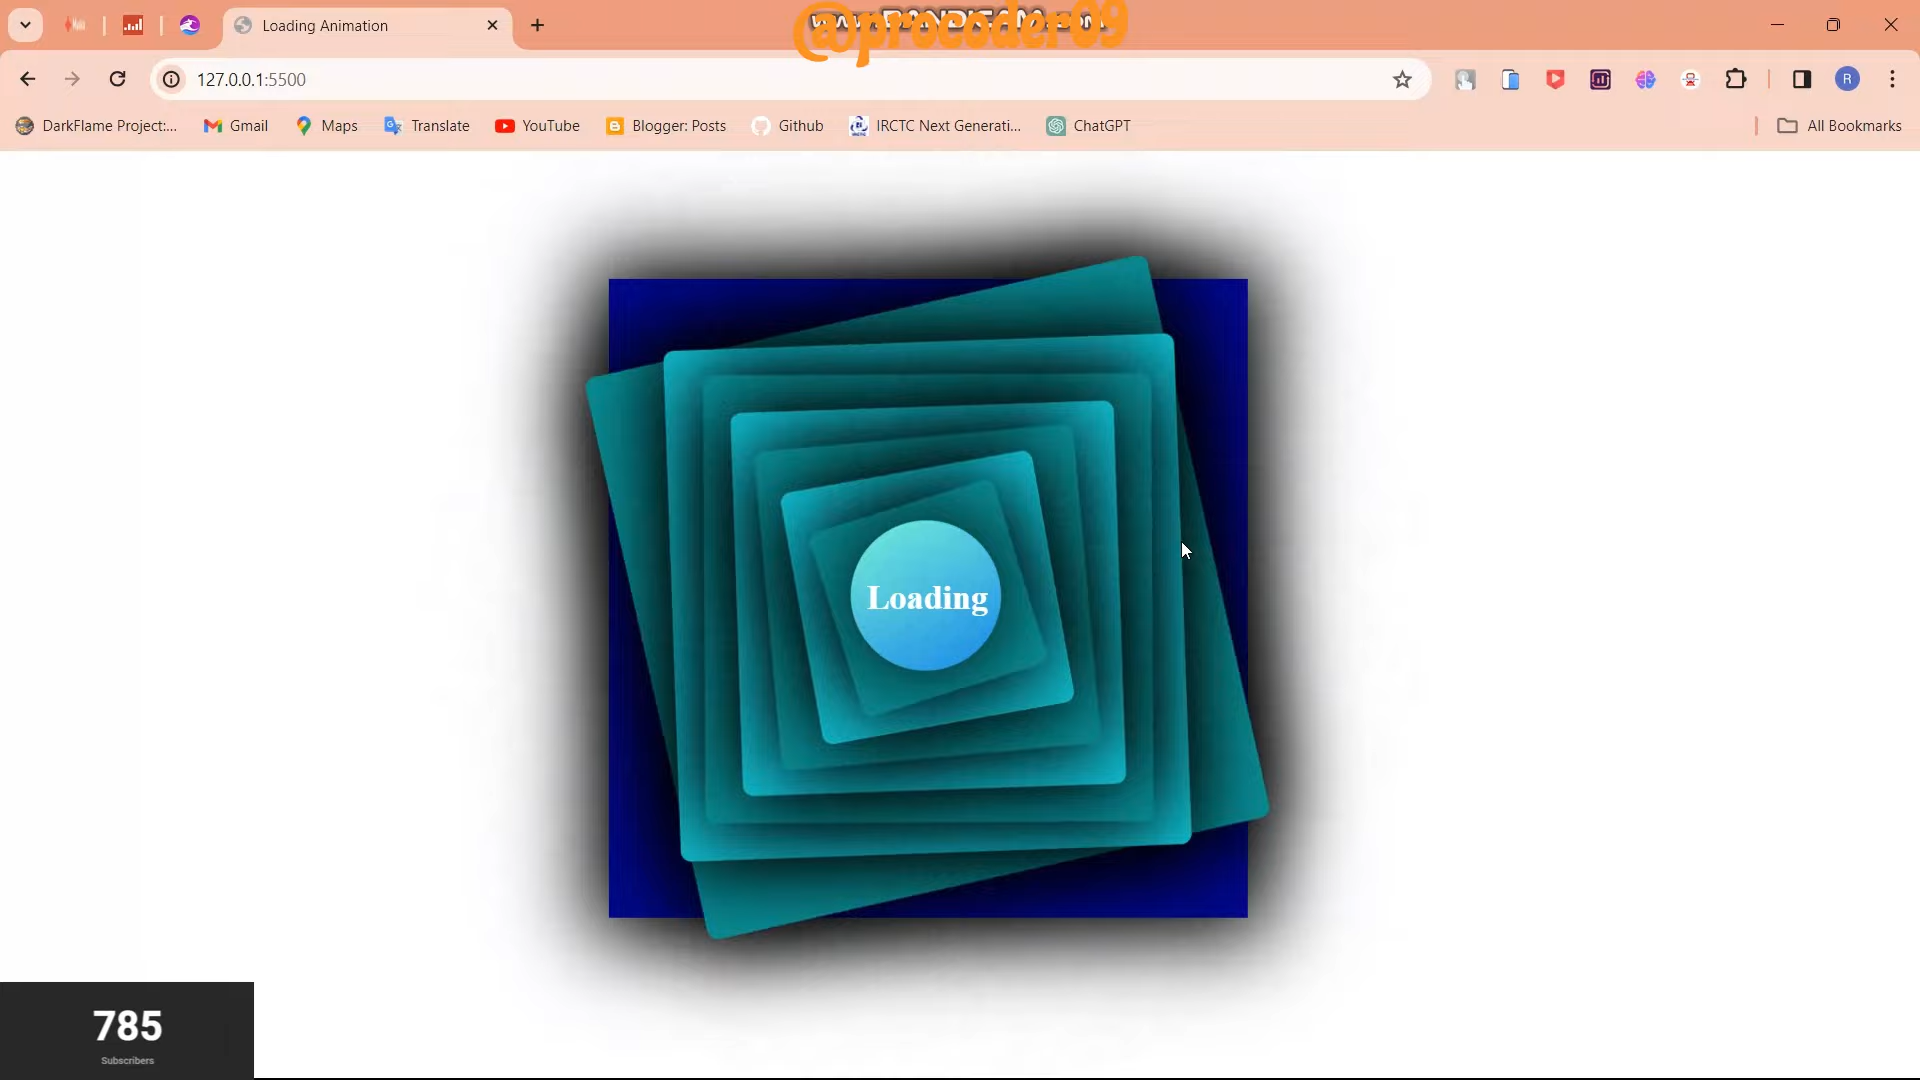 Loading Animation
@procoder09
127.0.0.1:5500
R
DarkFlame Project:...
Gmail
Maps
Translate
YouTube
Blogger: Posts
Github
IRCTC Next Generati...
ChatGPT
All Bookmarks
Loading
785
Subscribers